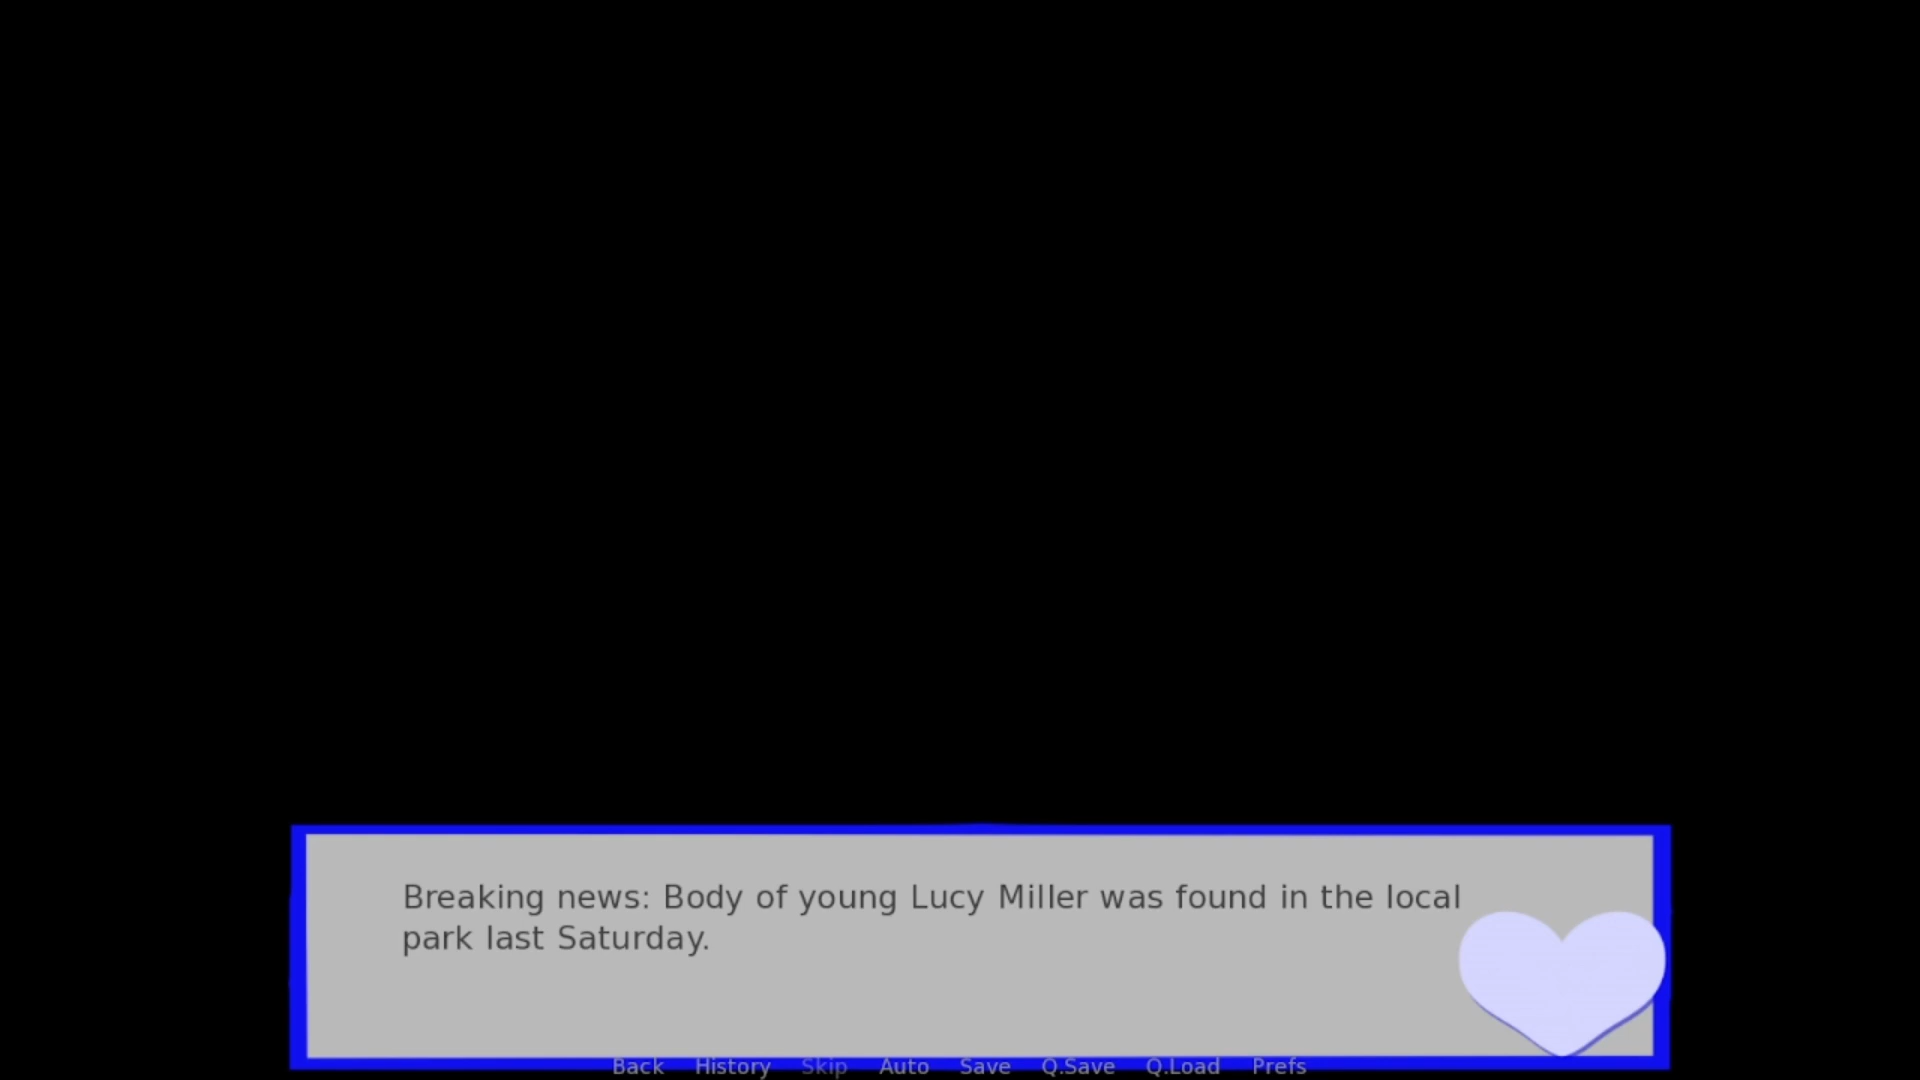 Breaking news: Body of young Lucy Miller was found in the local
park last Saturday.
Back History Skip Auto Save Q.Save Q.Load Prefs